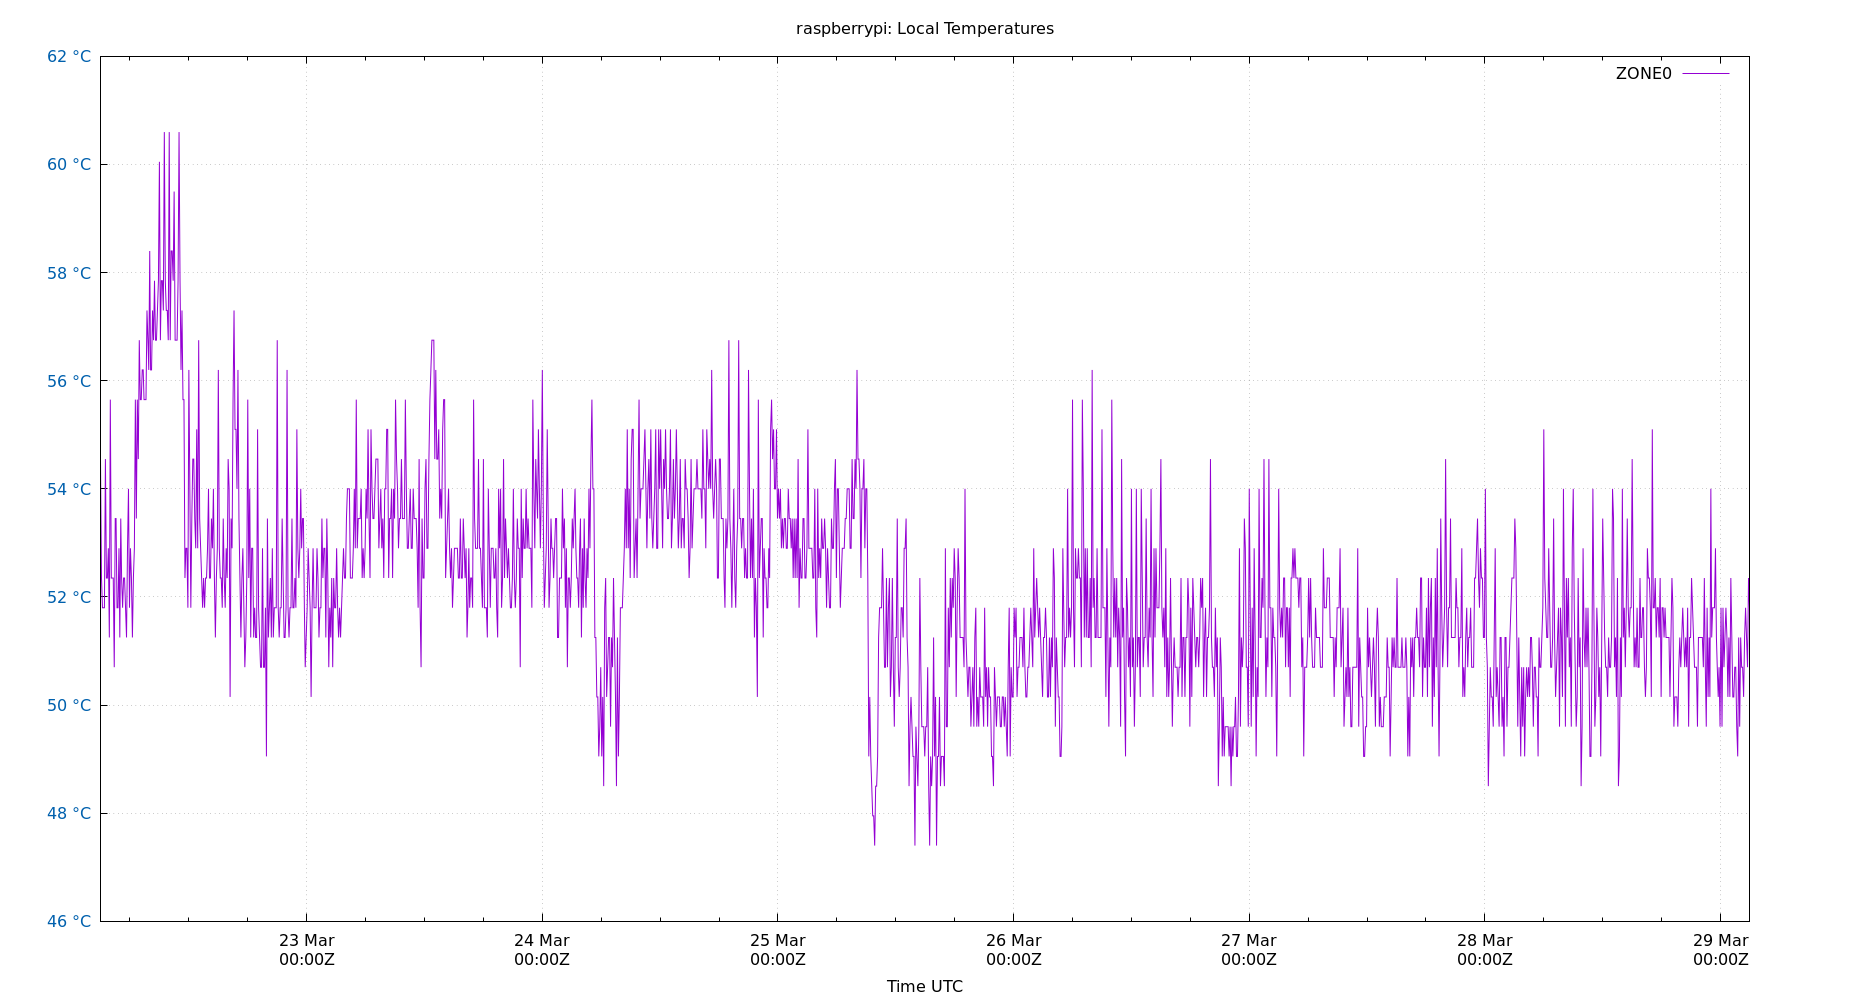 raspberrypi: Local Temperatures
62 °C
60 °C
58 °C
56 °C
54 °C
52 °C
50 °C
48 °C
46 °C
ZONE0
23 Mar
00:00Z
24 Mar
00:00Z
25 Mar
00:00Z
26 Mar
00:00Z
27 Mar
00:00Z
28 Mar
00:00Z
29 Mar
00:00Z
Time UTC